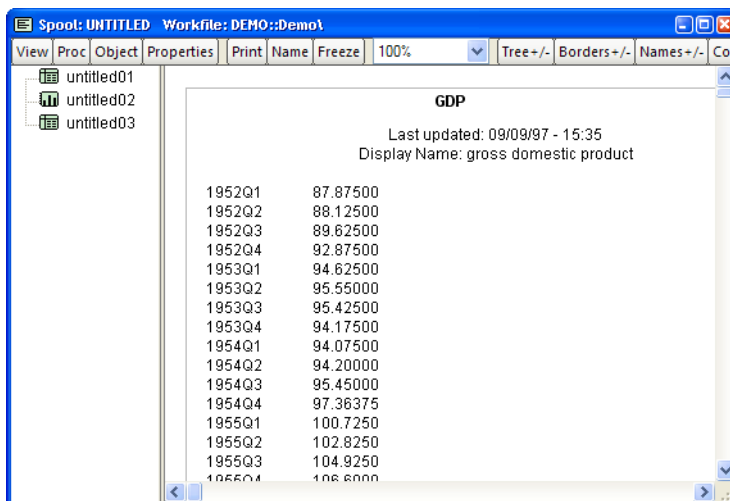 Spool: UNTITLED Workfile: DEMO::Demo\
View Proc Object Properties Print Name Freeze 100% Tree+/- Borders+/- Names+/- Co
untitled01
untitled02
untitled03
GDP
Last updated: 09/09/97 - 15:35
Display Name: gross domestic product
1952Q1 87.87500
1952Q2 88.12500
1952Q3 89.62500
1952Q4 92.87500
1953Q1 94.62500
1953Q2 95.55000
1953Q3 95.42500
1953Q4 94.17500
1954Q1 94.07500
1954Q2 94.20000
1954Q3 95.45000
1954Q4 97.36375
1955Q1 100.7250
1955Q2 102.8250
1955Q3 104.9250
1955Q4 106.6000